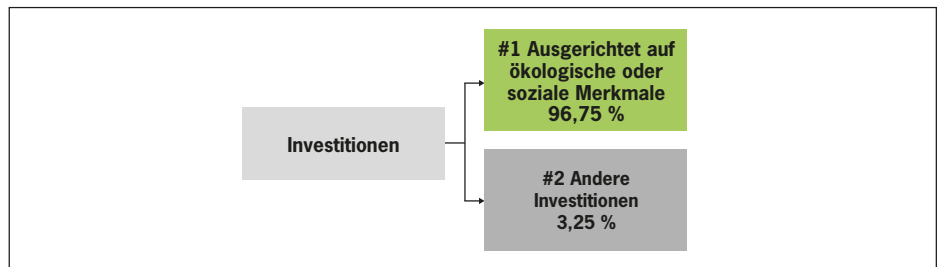 #1 Ausgerichtet auf
ökologische oder
soziale Merkmale
96,75 %
Investitionen
#2 Andere
Investitionen
3,25 %